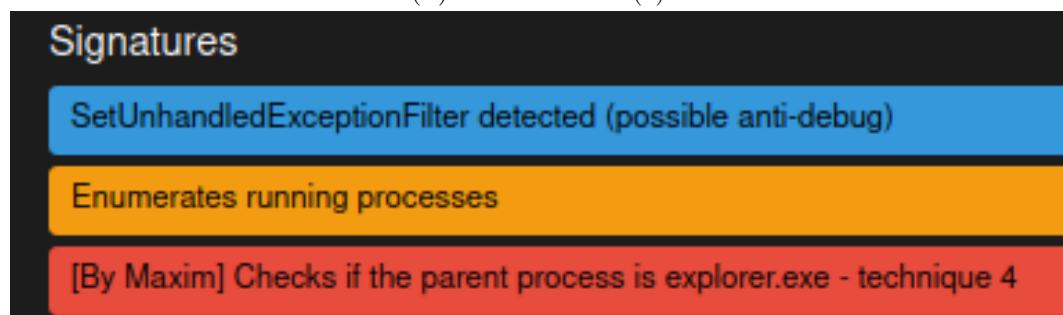 Signatures
SetUnhandledExceptionFilter detected (possible anti-debug)
Enumerates running processes
[By Maxim] Checks if the parent process is explorer.exe - technique 4